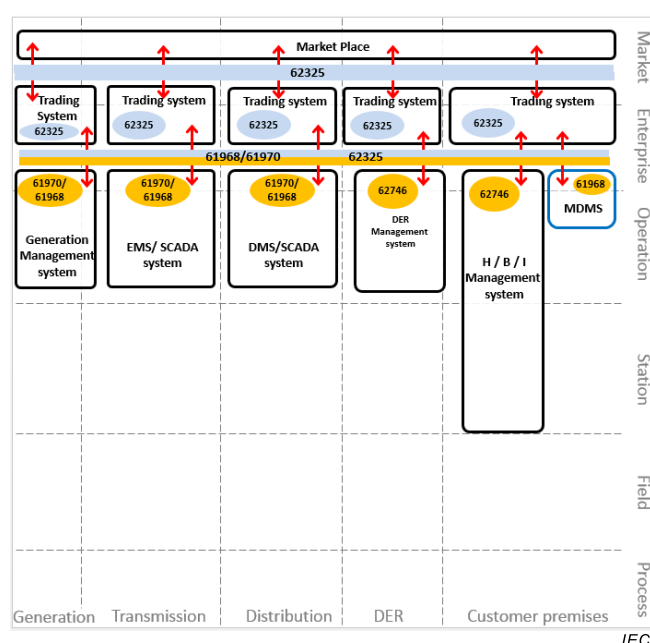 Market Place
Market
62325
Trading
System
62325
Trading system
62325
Trading system
62325
Trading system
62325
Trading system
62325
Enterprise
61968/61970
62325
61970/
61968
Generation
Management
system
61970/
61968
EMS/ SCADA
system
61970/
61968
DMS/SCADA
system
62746
DER
Management
system
62746
H / B / I
Management
system
61968
MDMS
Operation
Station
Field
Process
Generation
Transmission
Distribution
DER
Customer premises
IEC